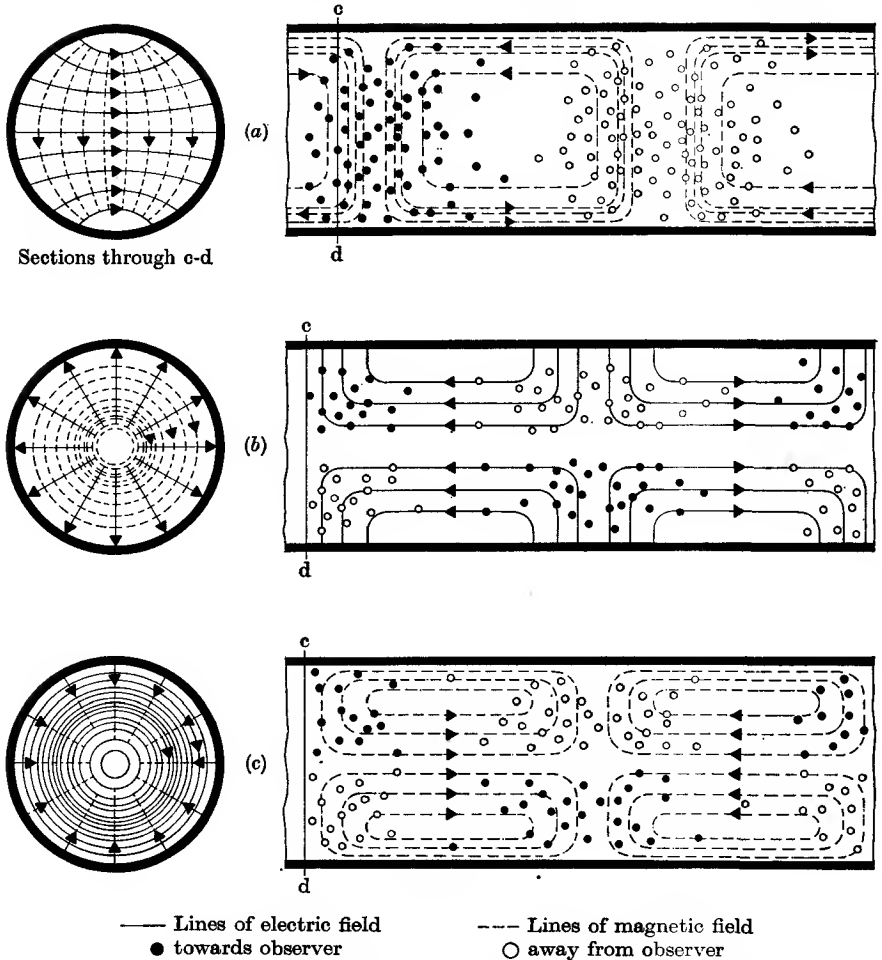 c
(a)
d
Sections through c-d
c
(b)
d
c
(c)
d
Lines of electric field
towards observer
Lines of magnetic field
away from observer